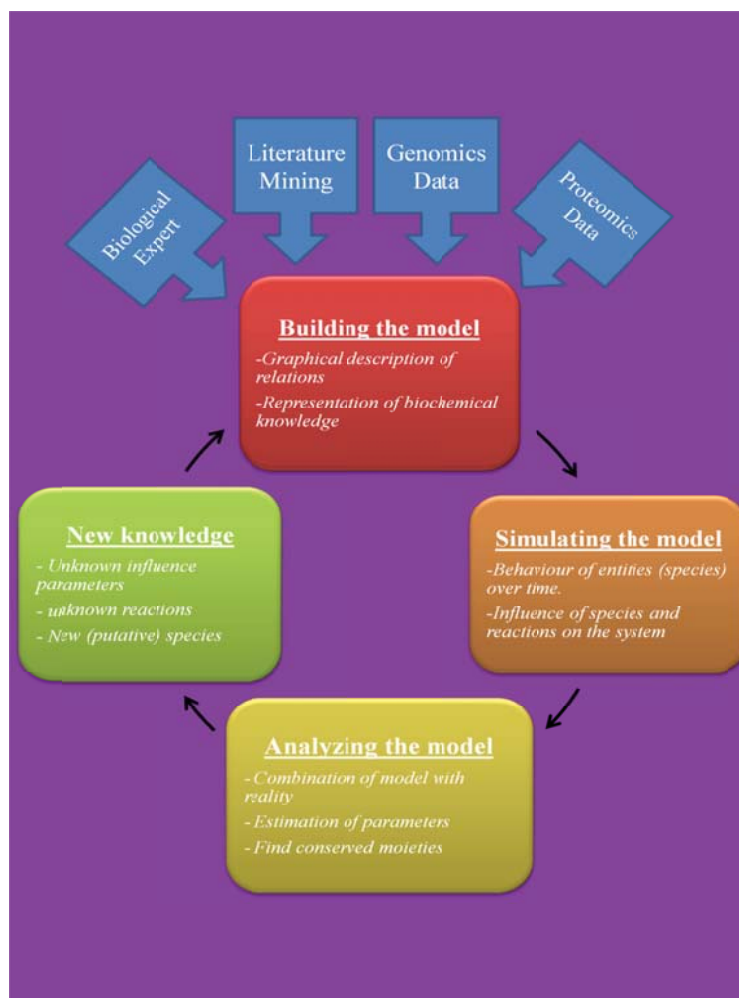 Biological
Expert
Literature
Mining
Genomics
Data
Proteomics
Data
Building the model
-Graphical description of
relations
-Representation of biochemical
knowledge
New knowledge
- Unknown influence
parameters
- unknown reactions
- New (putative) species
Simulating the model
-Behaviour of entities (species)
over time.
-Influence of species and
reactions on the system
Analyzing the model
- Combination of model with
reality
- Estimation of parameters
- Find conserved moieties